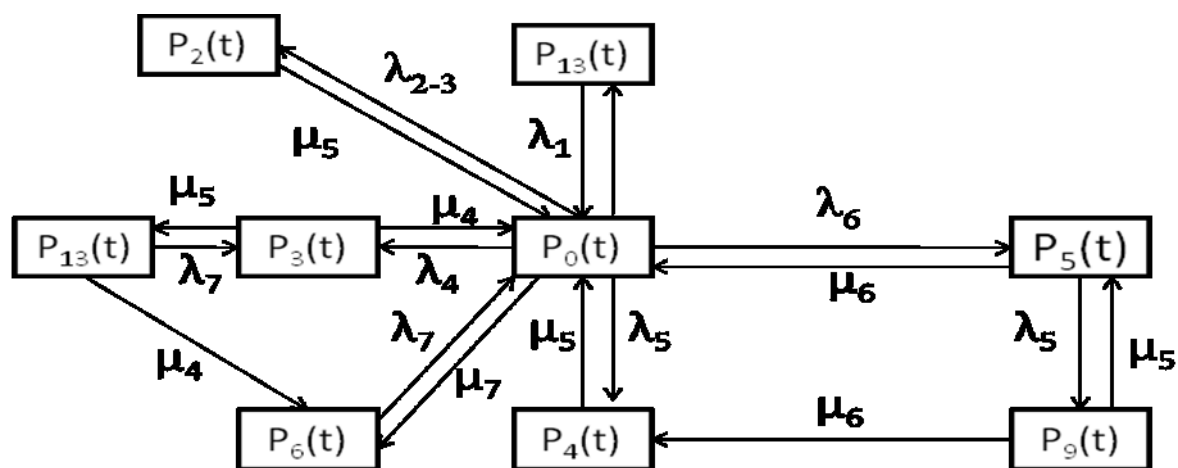 P₂(t)
P₁₃(t)
λ₂₋₃
μ₅
λ₁
μ₅
μ₄
λ₆
P₁₃(t)
P₃(t)
P₀(t)
P₅(t)
λ₇
λ₄
μ₆
μ₄
λ₇
μ₇
μ₅
λ₅
λ₅
μ₅
μ₆
P₆(t)
P₄(t)
P₉(t)